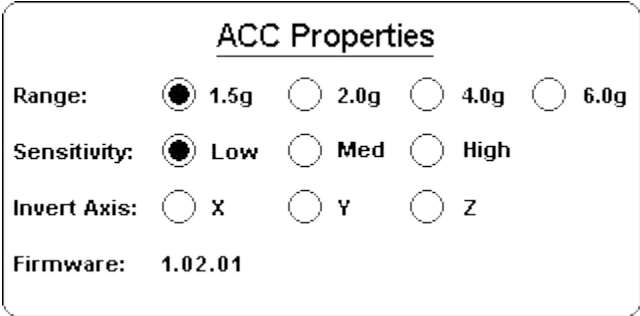 ACC Properties
Range: 1.5g 2.0g 4.0g 6.0g
Sensitivity: Low Med High
Invert Axis: X Y Z
Firmware: 1.02.01